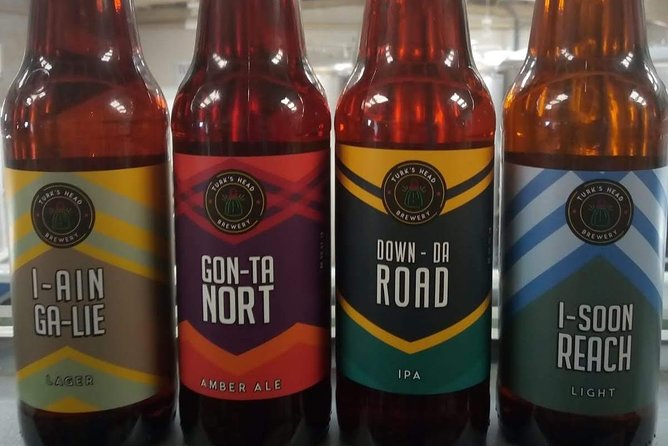 TURK'S HEAD
BREWERY
I-AIN
GA-LIE
LAGER
TURK'S HEAD
BREWERY
GON-TA
NORT
AMBER ALE
TURK'S HEAD
BREWERY
DOWN-DA
ROAD
IPA
TURK'S HEAD
BREWERY
I-SOON
REACH
LIGHT